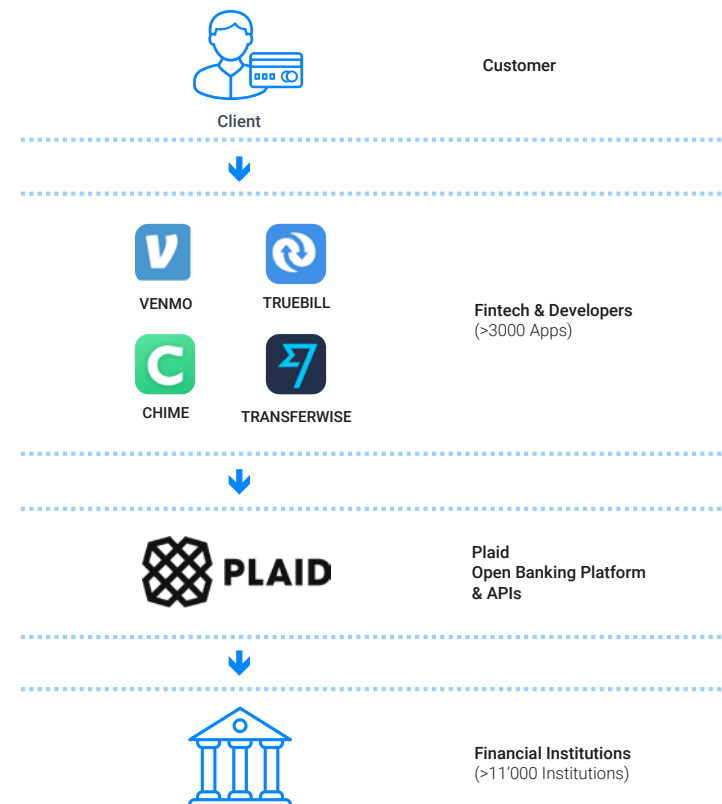 Customer
Client
VENMO
TRUEBILL
Fintech & Developers
(>3000 Apps)
CHIME
TRANSFERWISE
PLAID
Plaid
Open Banking Platform
& APIs
Financial Institutions
(>11’000 Institutions)